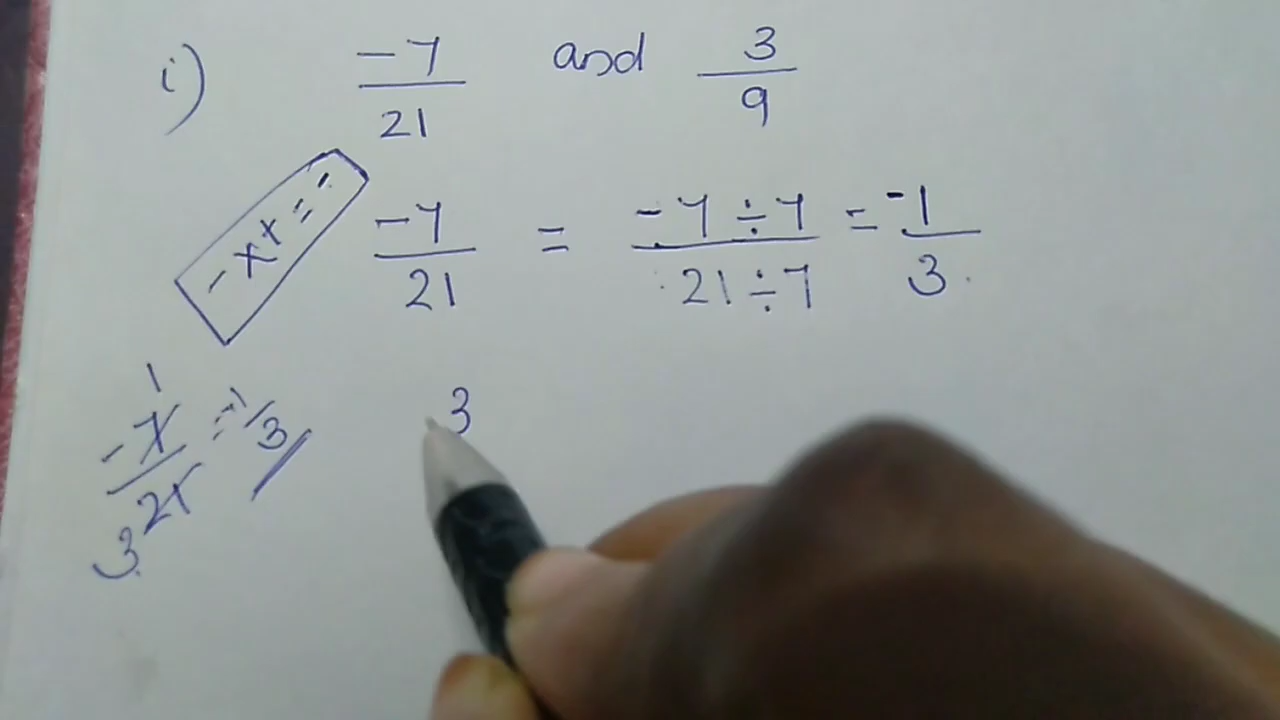 i) -7/21 and 3/9
- x + = -
-7/21 = -7÷7/21÷7 = -1/3
-7/21 1 3 = -1/3
3